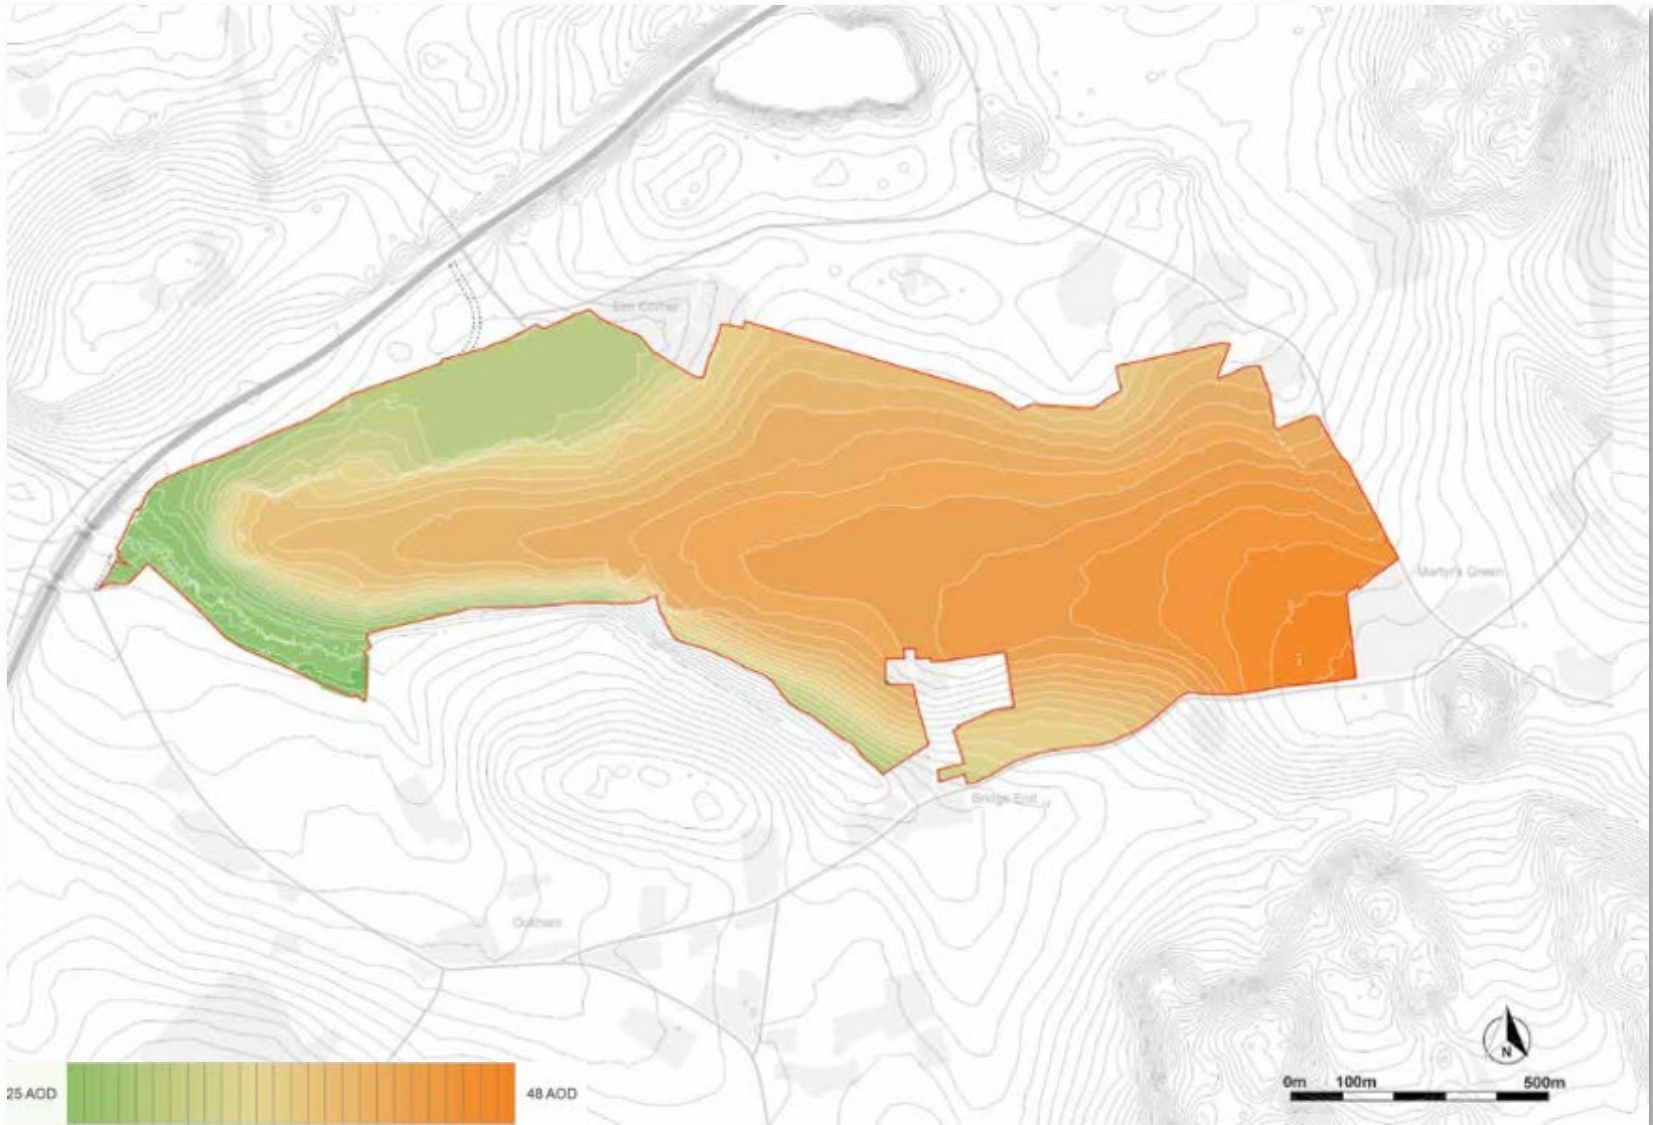 Elm Corner
Martyr's Green
Bridge End
Ockham
25 AOD
48 AOD
N
0m 100m 500m